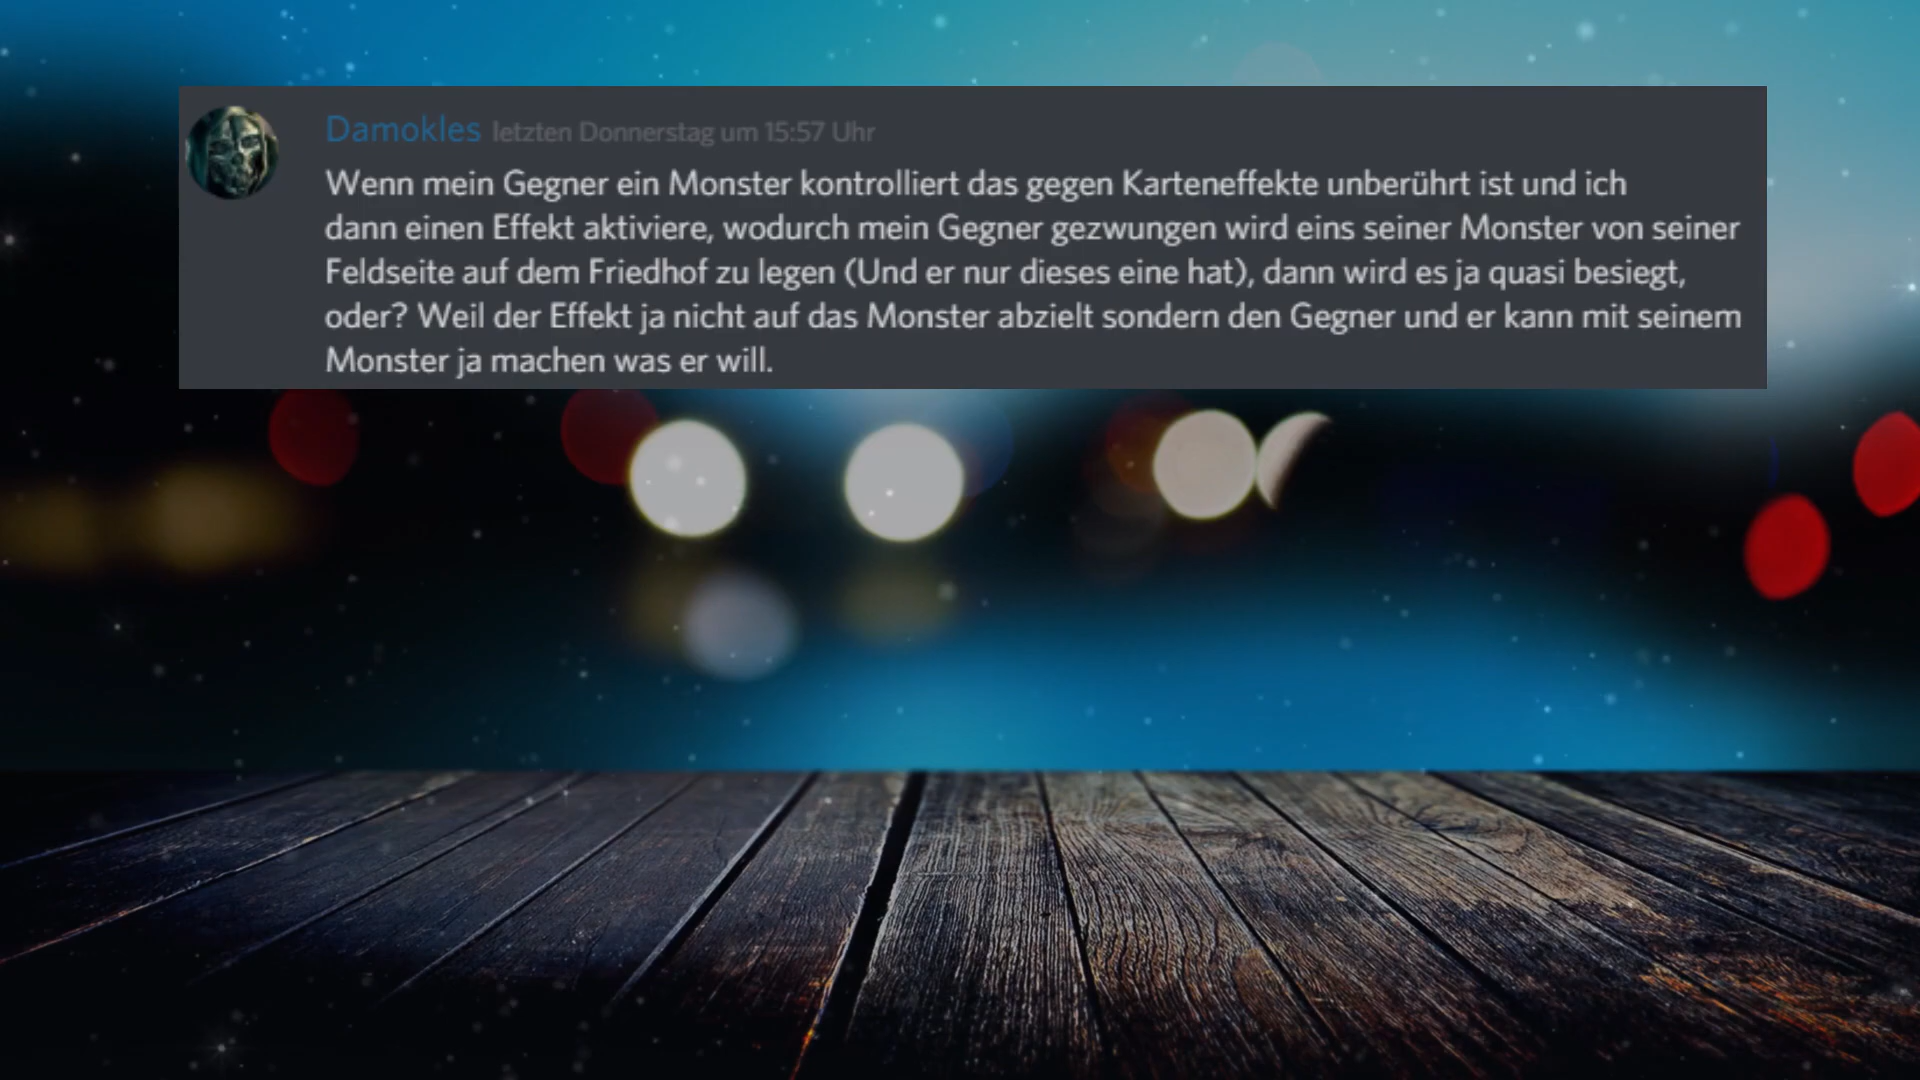 Damokles letzten Donnerstag um 15:57 Uhr
Wenn mein Gegner ein Monster kontrolliert das gegen Karteneffekte unberührt ist und ich
dann einen Effekt aktiviere, wodurch mein Gegner gezwungen wird eins seiner Monster von seiner
Feldseite auf dem Friedhof zu legen (Und er nur dieses eine hat), dann wird es ja quasi besiegt,
oder? Weil der Effekt ja nicht auf das Monster abzielt sondern den Gegner und er kann mit seinem
Monster ja machen was er will.